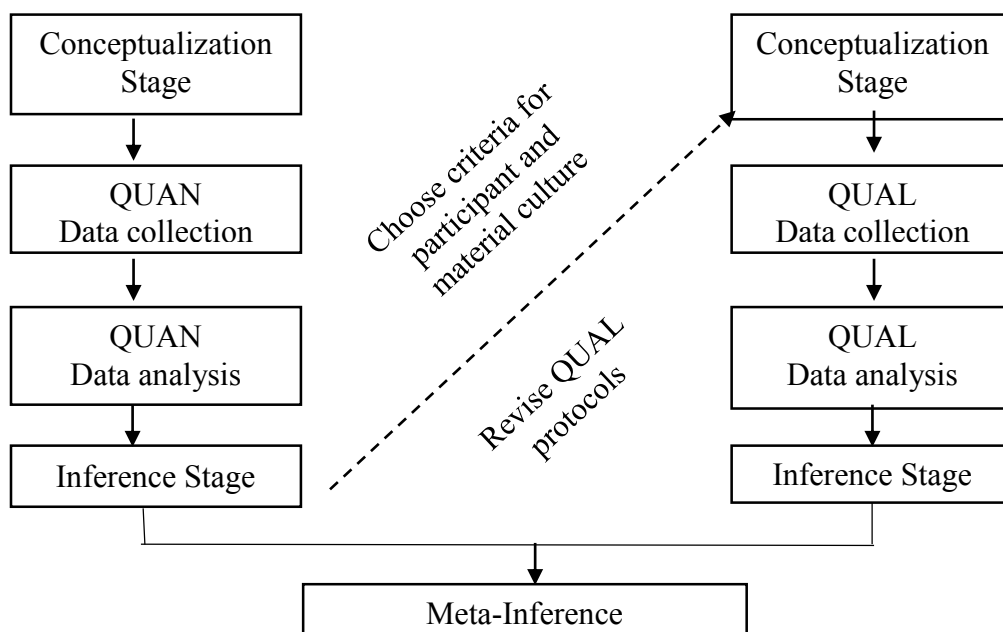 Conceptualization
Stage
QUAN
Data collection
QUAN
Data analysis
Inference Stage
Choose criteria for
participant and
material culture
Revise QUAL
protocols
Conceptualization
Stage
QUAL
Data collection
QUAL
Data analysis
Inference Stage
Meta-Inference